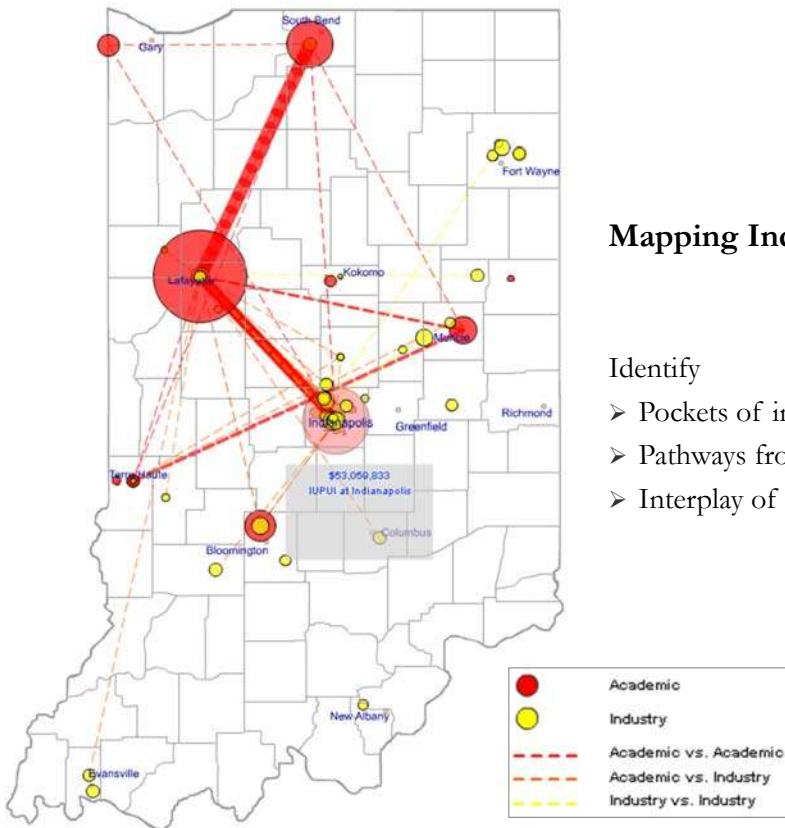 South Bend
Gary
Fort Wayne
Mapping Ind
Lafayette
Kokomo
Muncie
Identify
Indianapolis
Greenfield
Richmond
➢ Pockets of in
➢ Pathways fro
➢ Interplay of
Terre Haute
$53,059,833
IUPUI at Indianapolis
Columbus
Bloomington
New Albany
Evansville
Academic
Industry
Academic vs. Academic
Academic vs. Industry
Industry vs. Industry